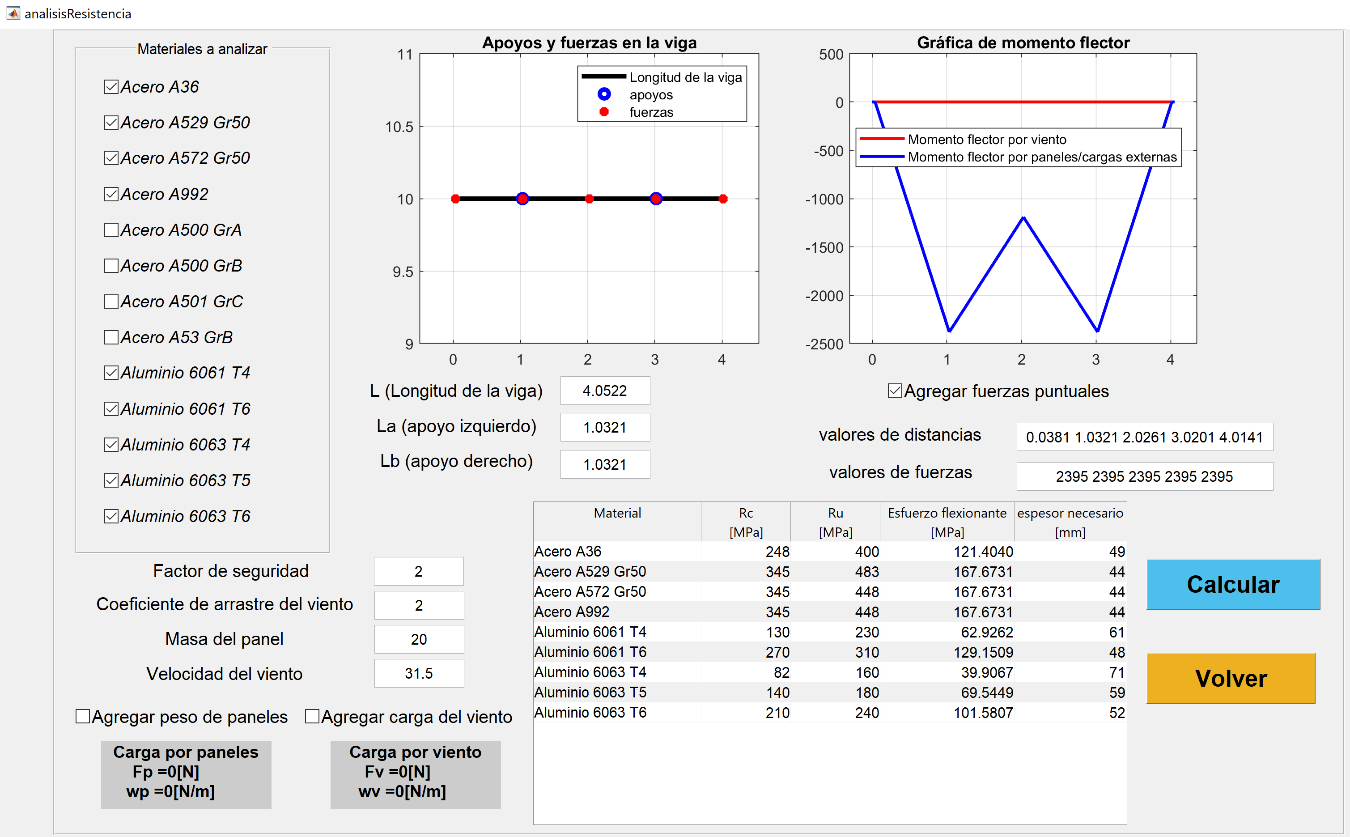 analisisResistencia
Materiales a analizar
Acero A36
Acero A529 Gr50
Acero A572 Gr50
Acero A992
Acero A500 GrA
Acero A500 GrB
Acero A501 GrC
Acero A53 GrB
Aluminio 6061 T4
Aluminio 6061 T6
Aluminio 6063 T4
Aluminio 6063 T5
Aluminio 6063 T6
Apoyos y fuerzas en la viga
11
10.5
10
9.5
9
0 1 2 3 4
Longitud de la viga
apoyos
fuerzas
Gráfica de momento flector
500
0
-500
-1000
-1500
-2000
-2500
0 1 2 3 4
Momento flector por viento
Momento flector por paneles/cargas externas
L (Longitud de la viga) 4.0522
La (apoyo izquierdo) 1.0321
Lb (apoyo derecho) 1.0321
Agregar fuerzas puntuales
valores de distancias 0.0381 1.0321 2.0261 3.0201 4.0141
valores de fuerzas 2395 2395 2395 2395 2395
Factor de seguridad 2
Coeficiente de arrastre del viento 2
Masa del panel 20
Velocidad del viento 31.5
Agregar peso de paneles Agregar carga del viento
Carga por paneles
Fp =0[N]
wp =0[N/m]
Carga por viento
Fv =0[N]
wv =0[N/m]
Material Rc Ru Esfuerzo flexionante espesor necesario
[MPa] [MPa] [MPa] [mm]
Acero A36 248 400 121.4040 49
Acero A529 Gr50 345 483 167.6731 44
Acero A572 Gr50 345 448 167.6731 44
Acero A992 345 448 167.6731 44
Aluminio 6061 T4 130 230 62.9262 61
Aluminio 6061 T6 270 310 129.1509 48
Aluminio 6063 T4 82 160 39.9067 71
Aluminio 6063 T5 140 180 69.5449 59
Aluminio 6063 T6 210 240 101.5807 52
Calcular
Volver